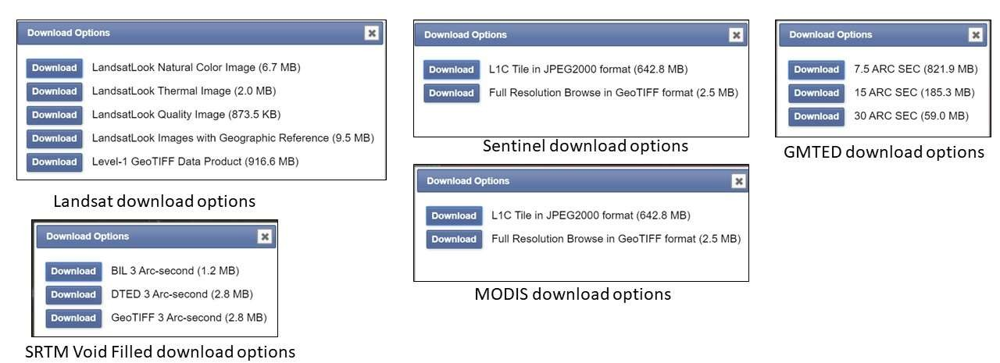 Download Options
Download LandsatLook Natural Color Image (6.7 MB)
Download LandsatLook Thermal Image (2.0 MB)
Download LandsatLook Quality Image (873.5 KB)
Download LandsatLook Images with Geographic Reference (9.5 MB)
Download Level-1 GeoTIFF Data Product (916.6 MB)
Landsat download options
Download Options
Download BIL 3 Arc-second (1.2 MB)
Download DTED 3 Arc-second (2.8 MB)
Download GeoTIFF 3 Arc-second (2.8 MB)
SRTM Void Filled download options
Download Options
Download L1C Tile in JPEG2000 format (642.8 MB)
Download Full Resolution Browse in GeoTIFF format (2.5 MB)
Sentinel download options
Download Options
Download L1C Tile in JPEG2000 format (642.8 MB)
Download Full Resolution Browse in GeoTIFF format (2.5 MB)
MODIS download options
Download Options
Download 7.5 ARC SEC (821.9 MB)
Download 15 ARC SEC (185.3 MB)
Download 30 ARC SEC (59.0 MB)
GMTED download options